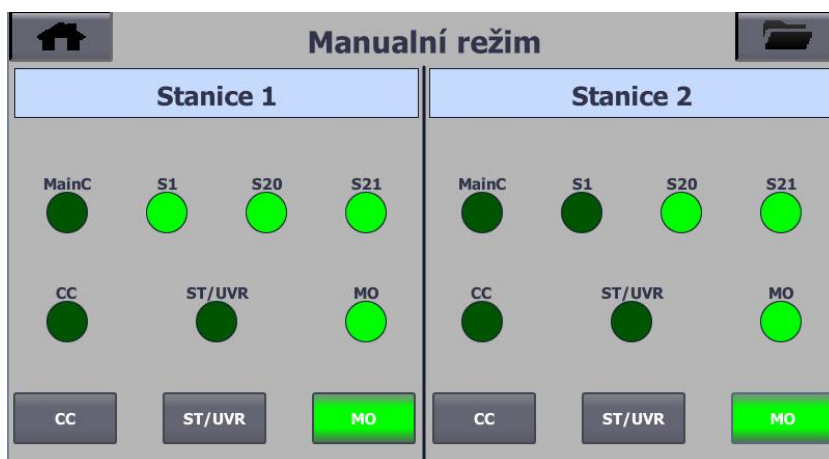 Manualní režim
Stanice 1
Stanice 2
MainC S1 S20 S21
MainC S1 S20 S21
CC ST/UVR MO
CC ST/UVR MO
CC ST/UVR MO
CC ST/UVR MO